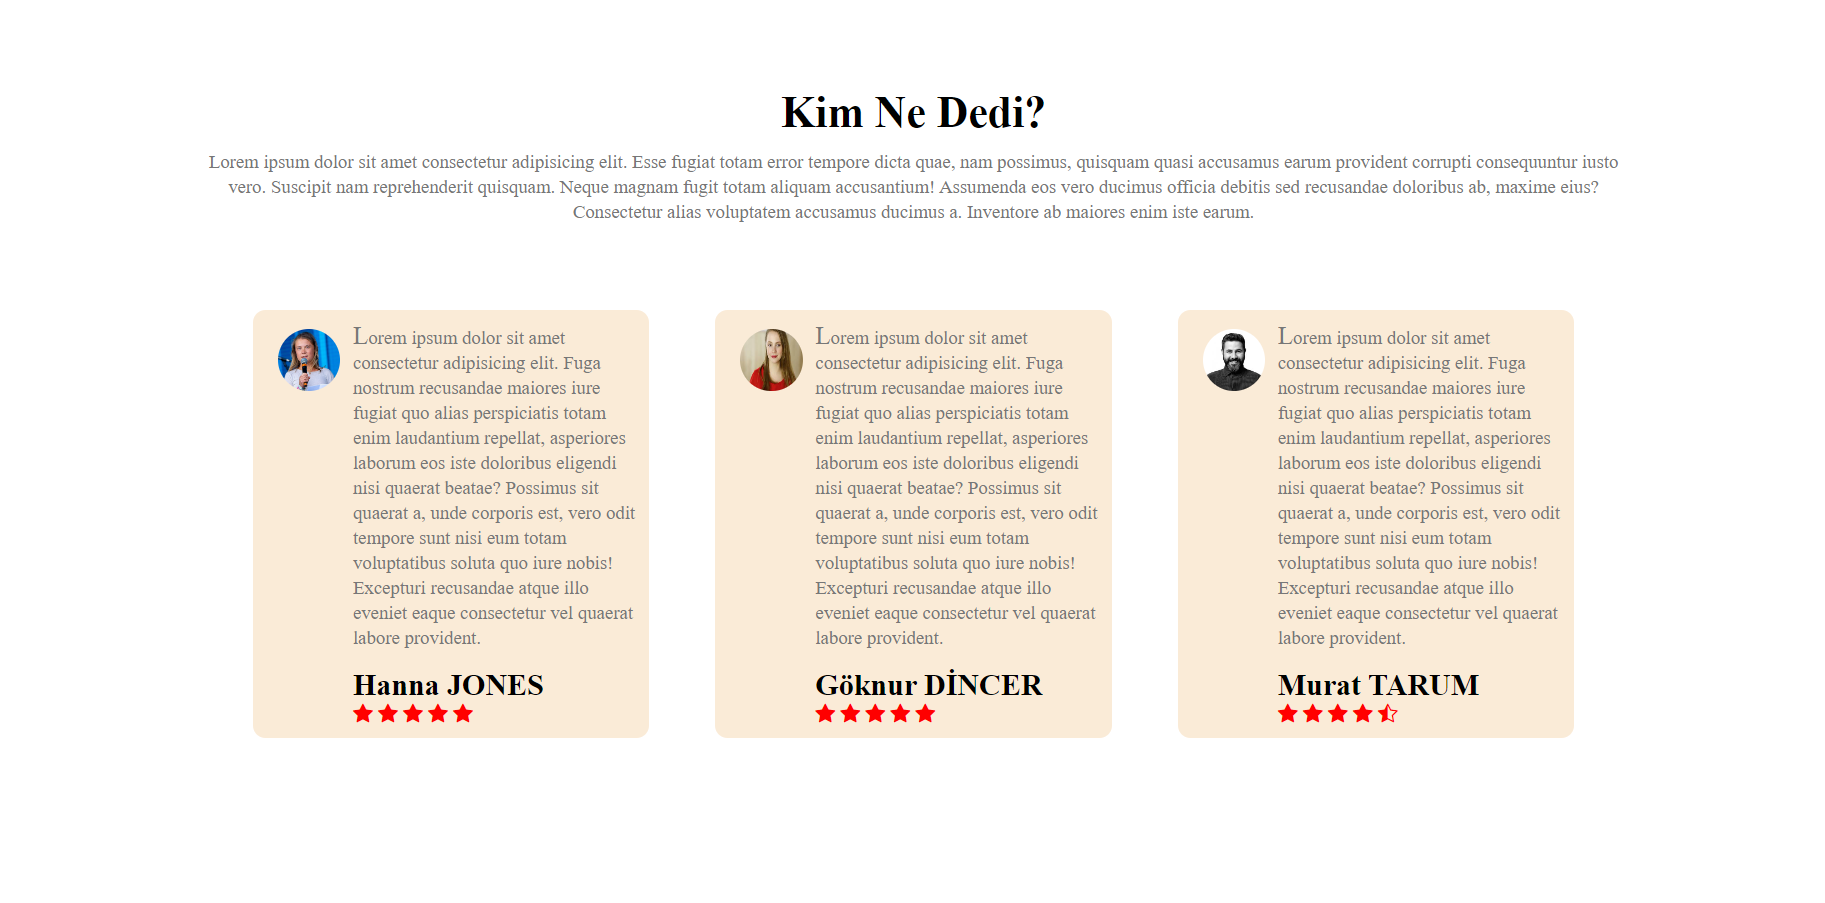 Kim Ne Dedi?
Lorem ipsum dolor sit amet consectetur adipisicing elit. Esse fugiat totam error tempore dicta quae, nam possimus, quisquam quasi accusamus earum provident corrupti consequuntur iusto
vero. Suscipit nam reprehenderit quisquam. Neque magnam fugit totam aliquam accusantium! Assumenda eos vero ducimus officia debitis sed recusandae doloribus ab, maxime eius?
Consectetur alias voluptatem accusamus ducimus a. Inventore ab maiores enim iste earum.
Lorem ipsum dolor sit amet
consectetur adipisicing elit. Fuga
nostrum recusandae maiores iure
fugiat quo alias perspiciatis totam
enim laudantium repellat, asperiores
laborum eos iste doloribus eligendi
nisi quaerat beatae? Possimus sit
quaerat a, unde corporis est, vero odit
tempore sunt nisi eum totam
voluptatibus soluta quo iure nobis!
Excepturi recusandae atque illo
eveniet eaque consectetur vel quaerat
labore provident.
Hanna JONES
Lorem ipsum dolor sit amet
consectetur adipisicing elit. Fuga
nostrum recusandae maiores iure
fugiat quo alias perspiciatis totam
enim laudantium repellat, asperiores
laborum eos iste doloribus eligendi
nisi quaerat beatae? Possimus sit
quaerat a, unde corporis est, vero odit
tempore sunt nisi eum totam
voluptatibus soluta quo iure nobis!
Excepturi recusandae atque illo
eveniet eaque consectetur vel quaerat
labore provident.
Göknur DİNCER
Lorem ipsum dolor sit amet
consectetur adipisicing elit. Fuga
nostrum recusandae maiores iure
fugiat quo alias perspiciatis totam
enim laudantium repellat, asperiores
laborum eos iste doloribus eligendi
nisi quaerat beatae? Possimus sit
quaerat a, unde corporis est, vero odit
tempore sunt nisi eum totam
voluptatibus soluta quo iure nobis!
Excepturi recusandae atque illo
eveniet eaque consectetur vel quaerat
labore provident.
Murat TARUM